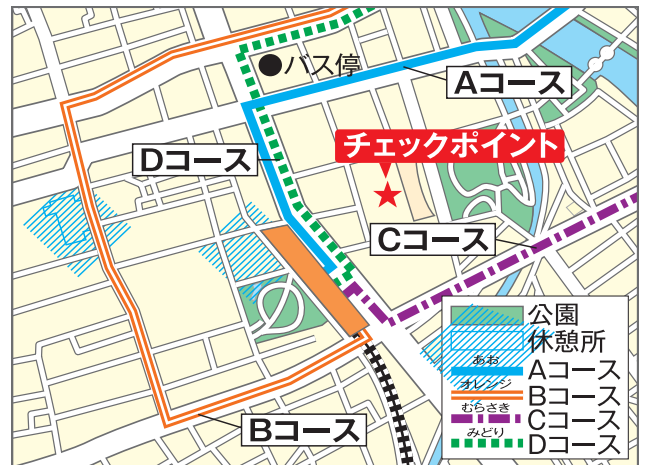 バス停
Aコース
Dコース
チェックポイント
Cコース
Bコース
公園
休憩所
あお
Aコース
オレンジ
Bコース
むらさき
Cコース
みどり
Dコース